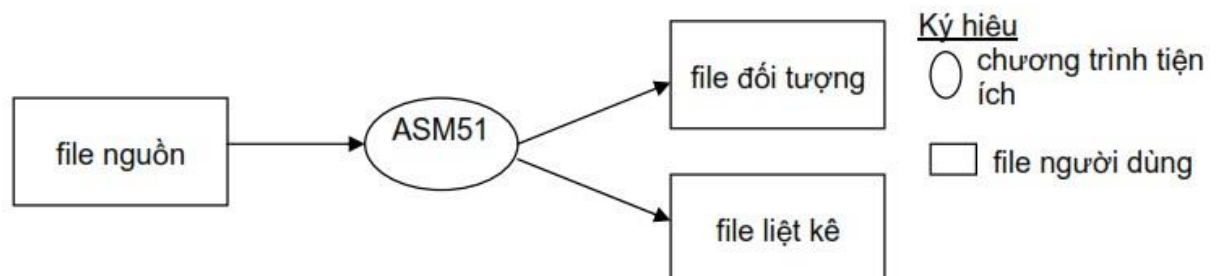 file nguồn
ASM51
file đối tượng
file liệt kê
Ký hiệu
chương trình tiện
ích
file người dùng